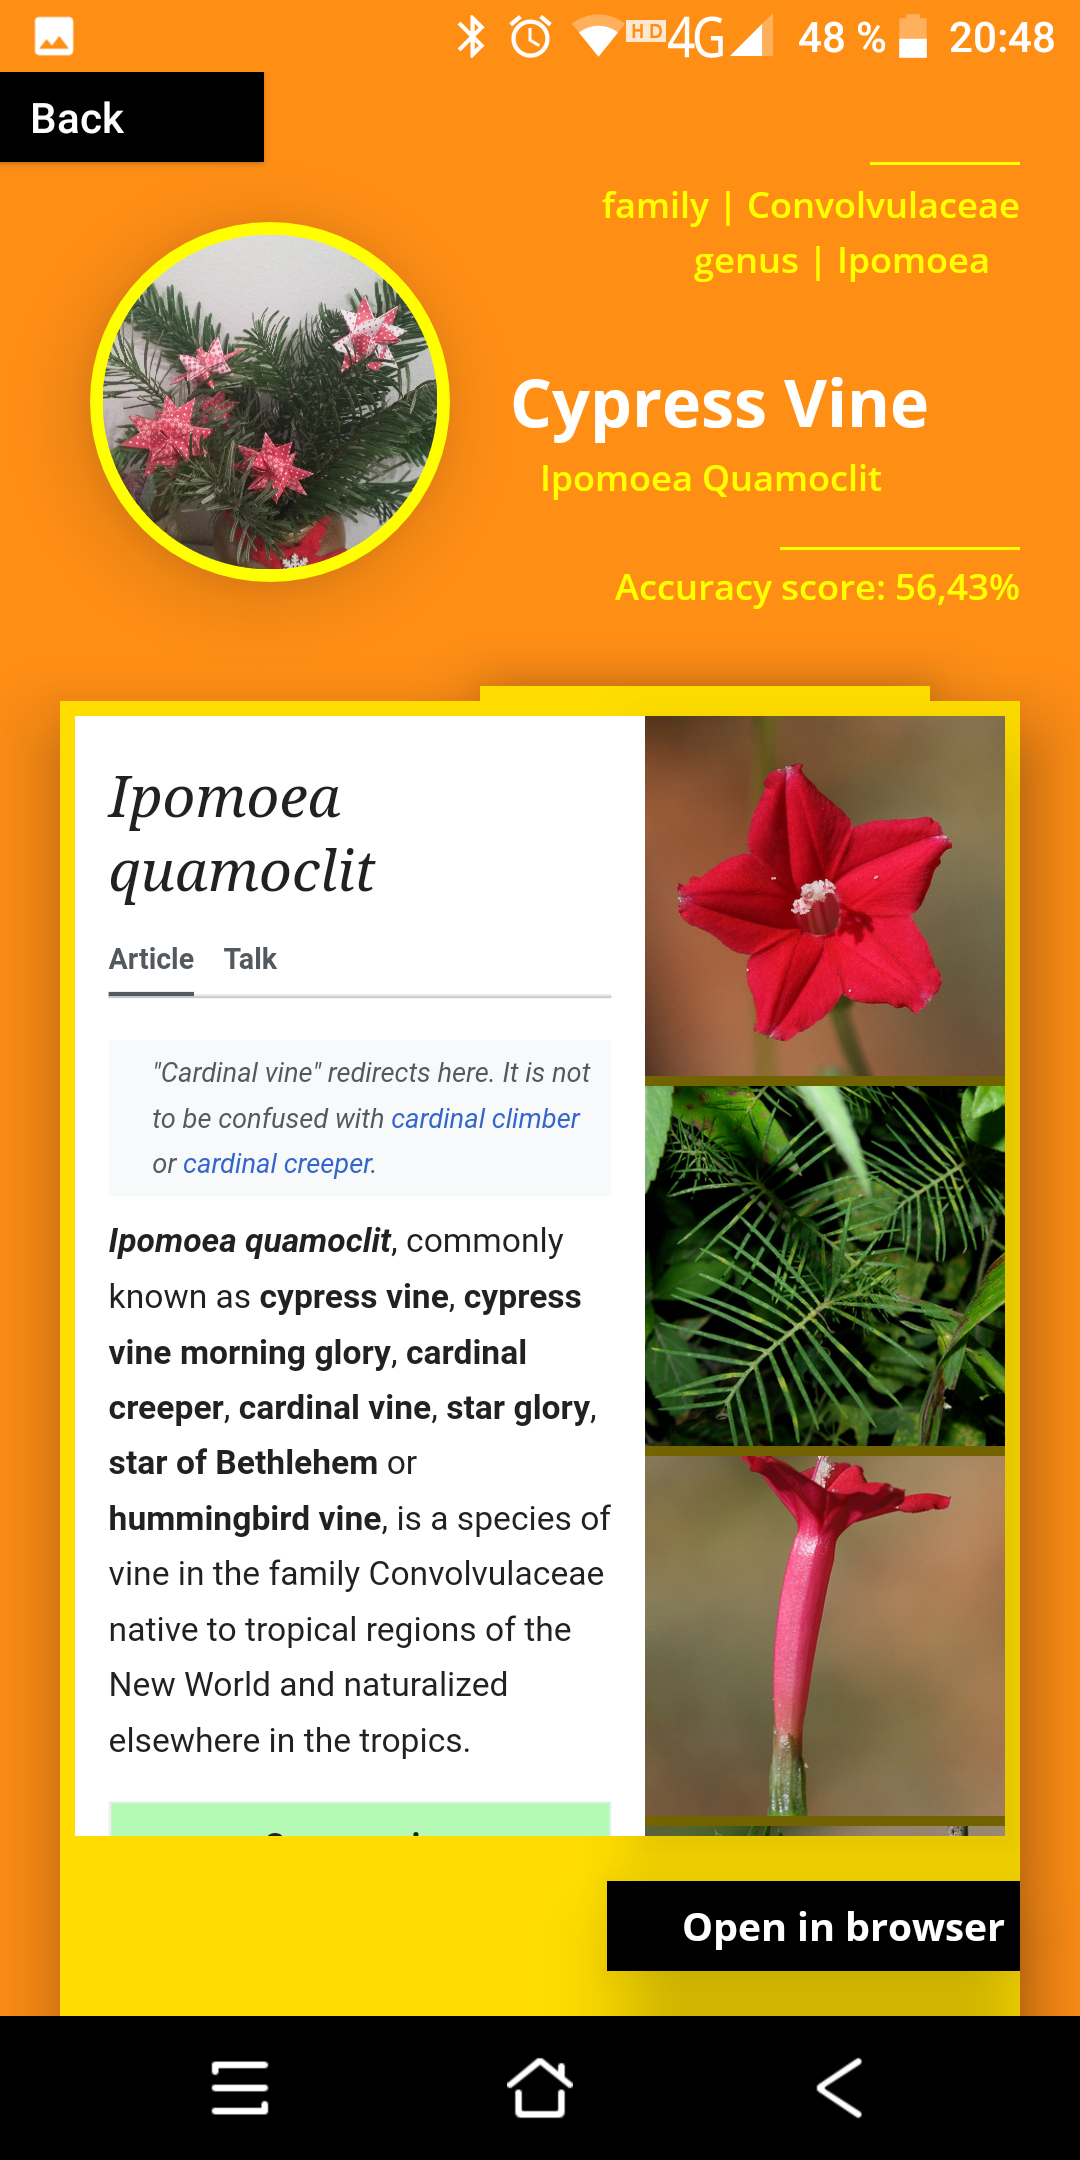 HD 4G 48 % 20:48
Back
family | Convolvulaceae
genus | Ipomoea
Cypress Vine
Ipomoea Quamoclit
Accuracy score: 56,43%
Ipomoea
quamoclit
Article Talk
"Cardinal vine" redirects here. It is not
to be confused with cardinal climber
or cardinal creeper.
Ipomoea quamoclit, commonly
known as cypress vine, cypress
vine morning glory, cardinal
creeper, cardinal vine, star glory,
star of Bethlehem or
hummingbird vine, is a species of
vine in the family Convolvulaceae
native to tropical regions of the
New World and naturalized
elsewhere in the tropics.
Open in browser